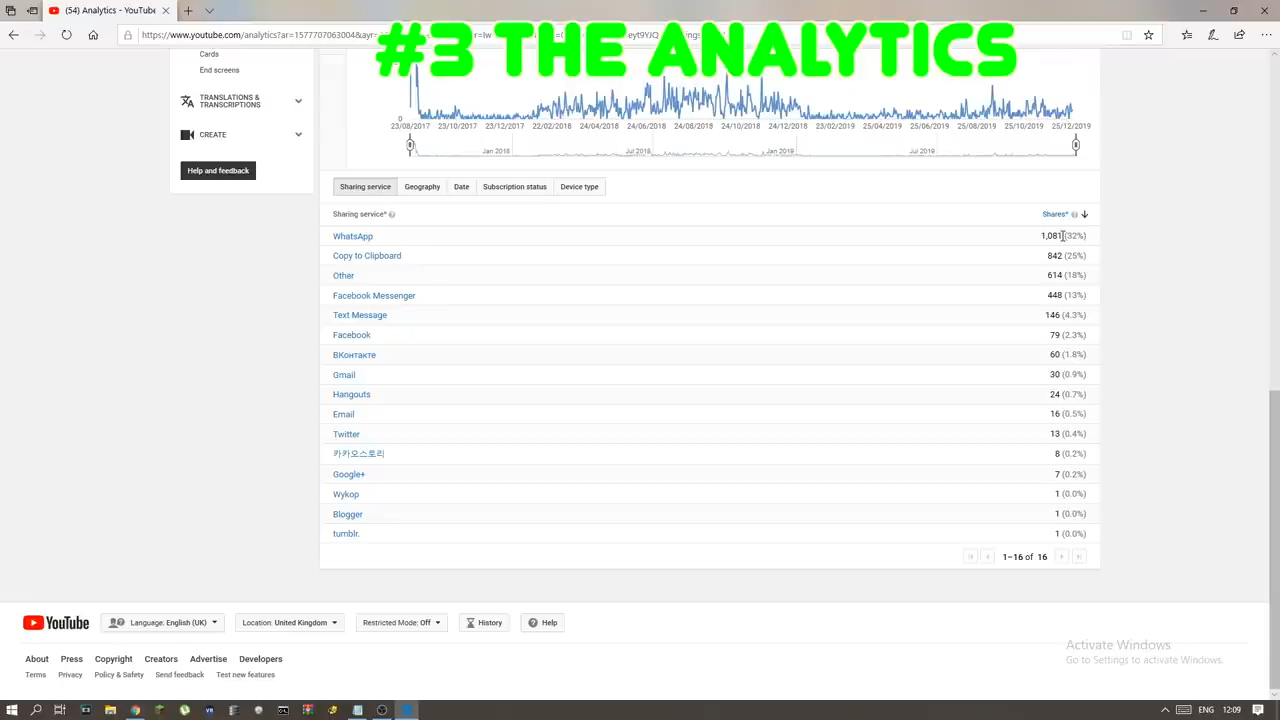 https://www.youtube.com/analytics?ar=1577707063004&ayr=
#3 THE ANALYTICS
Cards
End screens
TRANSLATIONS &
TRANSCRIPTIONS
CREATE
Help and feedback
0
23/08/2017 23/10/2017 23/12/2017 22/02/2018 24/04/2018 24/06/2018 24/08/2018 24/10/2018 24/12/2018 23/02/2019 25/04/2019 25/06/2019 25/08/2019 25/10/2019 25/12/2019
Jan 2018 Jul 2018 Jan 2019 Jul 2019
Sharing service Geography Date Subscription status Device type
Sharing service* Shares*
WhatsApp 1,081 (32%)
Copy to Clipboard 842 (25%)
Other 614 (18%)
Facebook Messenger 448 (13%)
Text Message 146 (4.3%)
Facebook 79 (2.3%)
ВКонтакте 60 (1.8%)
Gmail 30 (0.9%)
Hangouts 24 (0.7%)
Email 16 (0.5%)
Twitter 13 (0.4%)
카카오스토리 8 (0.2%)
Google+ 7 (0.2%)
Wykop 1 (0.0%)
Blogger 1 (0.0%)
tumblr. 1 (0.0%)
1–16 of 16
YouTube Language: English (UK) Location: United Kingdom Restricted Mode: Off History Help
Activate Windows
Go to Settings to activate Windows.
About Press Copyright Creators Advertise Developers
Terms Privacy Policy & Safety Send feedback Test new features
ENG 12:09